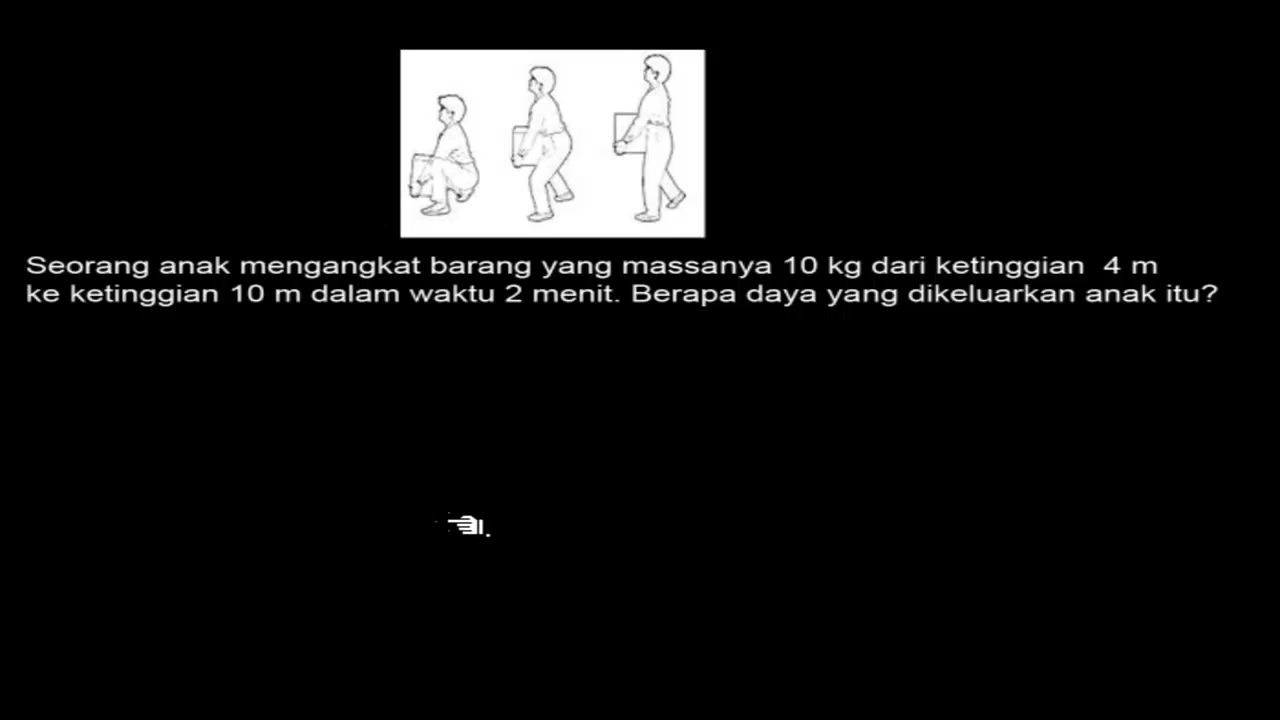 Seorang anak mengangkat barang yang massanya 10 kg dari ketinggian 4 m
ke ketinggian 10 m dalam waktu 2 menit. Berapa daya yang dikeluarkan anak itu?